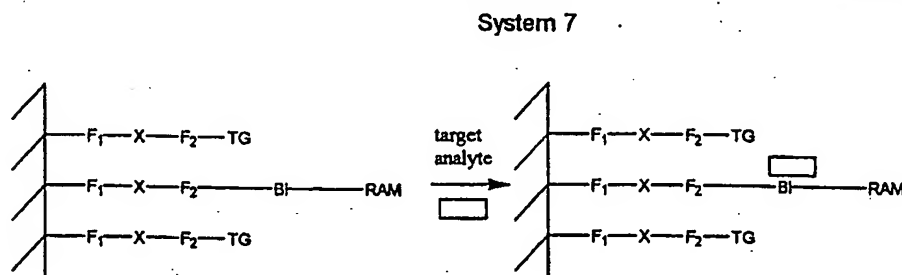 System 7
F₁—X—F₂—TG F₁—X—F₂—TG
target
analyte
F₁—X—F₂—BI—RAM F₁—X—F₂—BI—RAM
F₁—X—F₂—TG F₁—X—F₂—TG